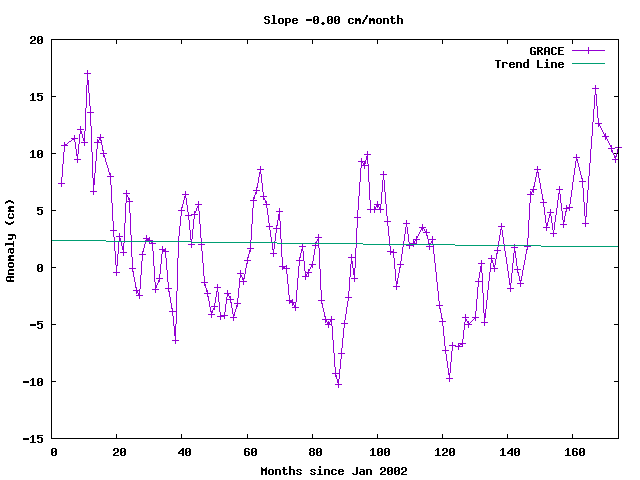 Slope -0.00 cm/month
GRACE
Trend Line
20
15
10
5
0
-5
-10
-15
Anomaly (cm)
0 20 40 60 80 100 120 140 160
Months since Jan 2002